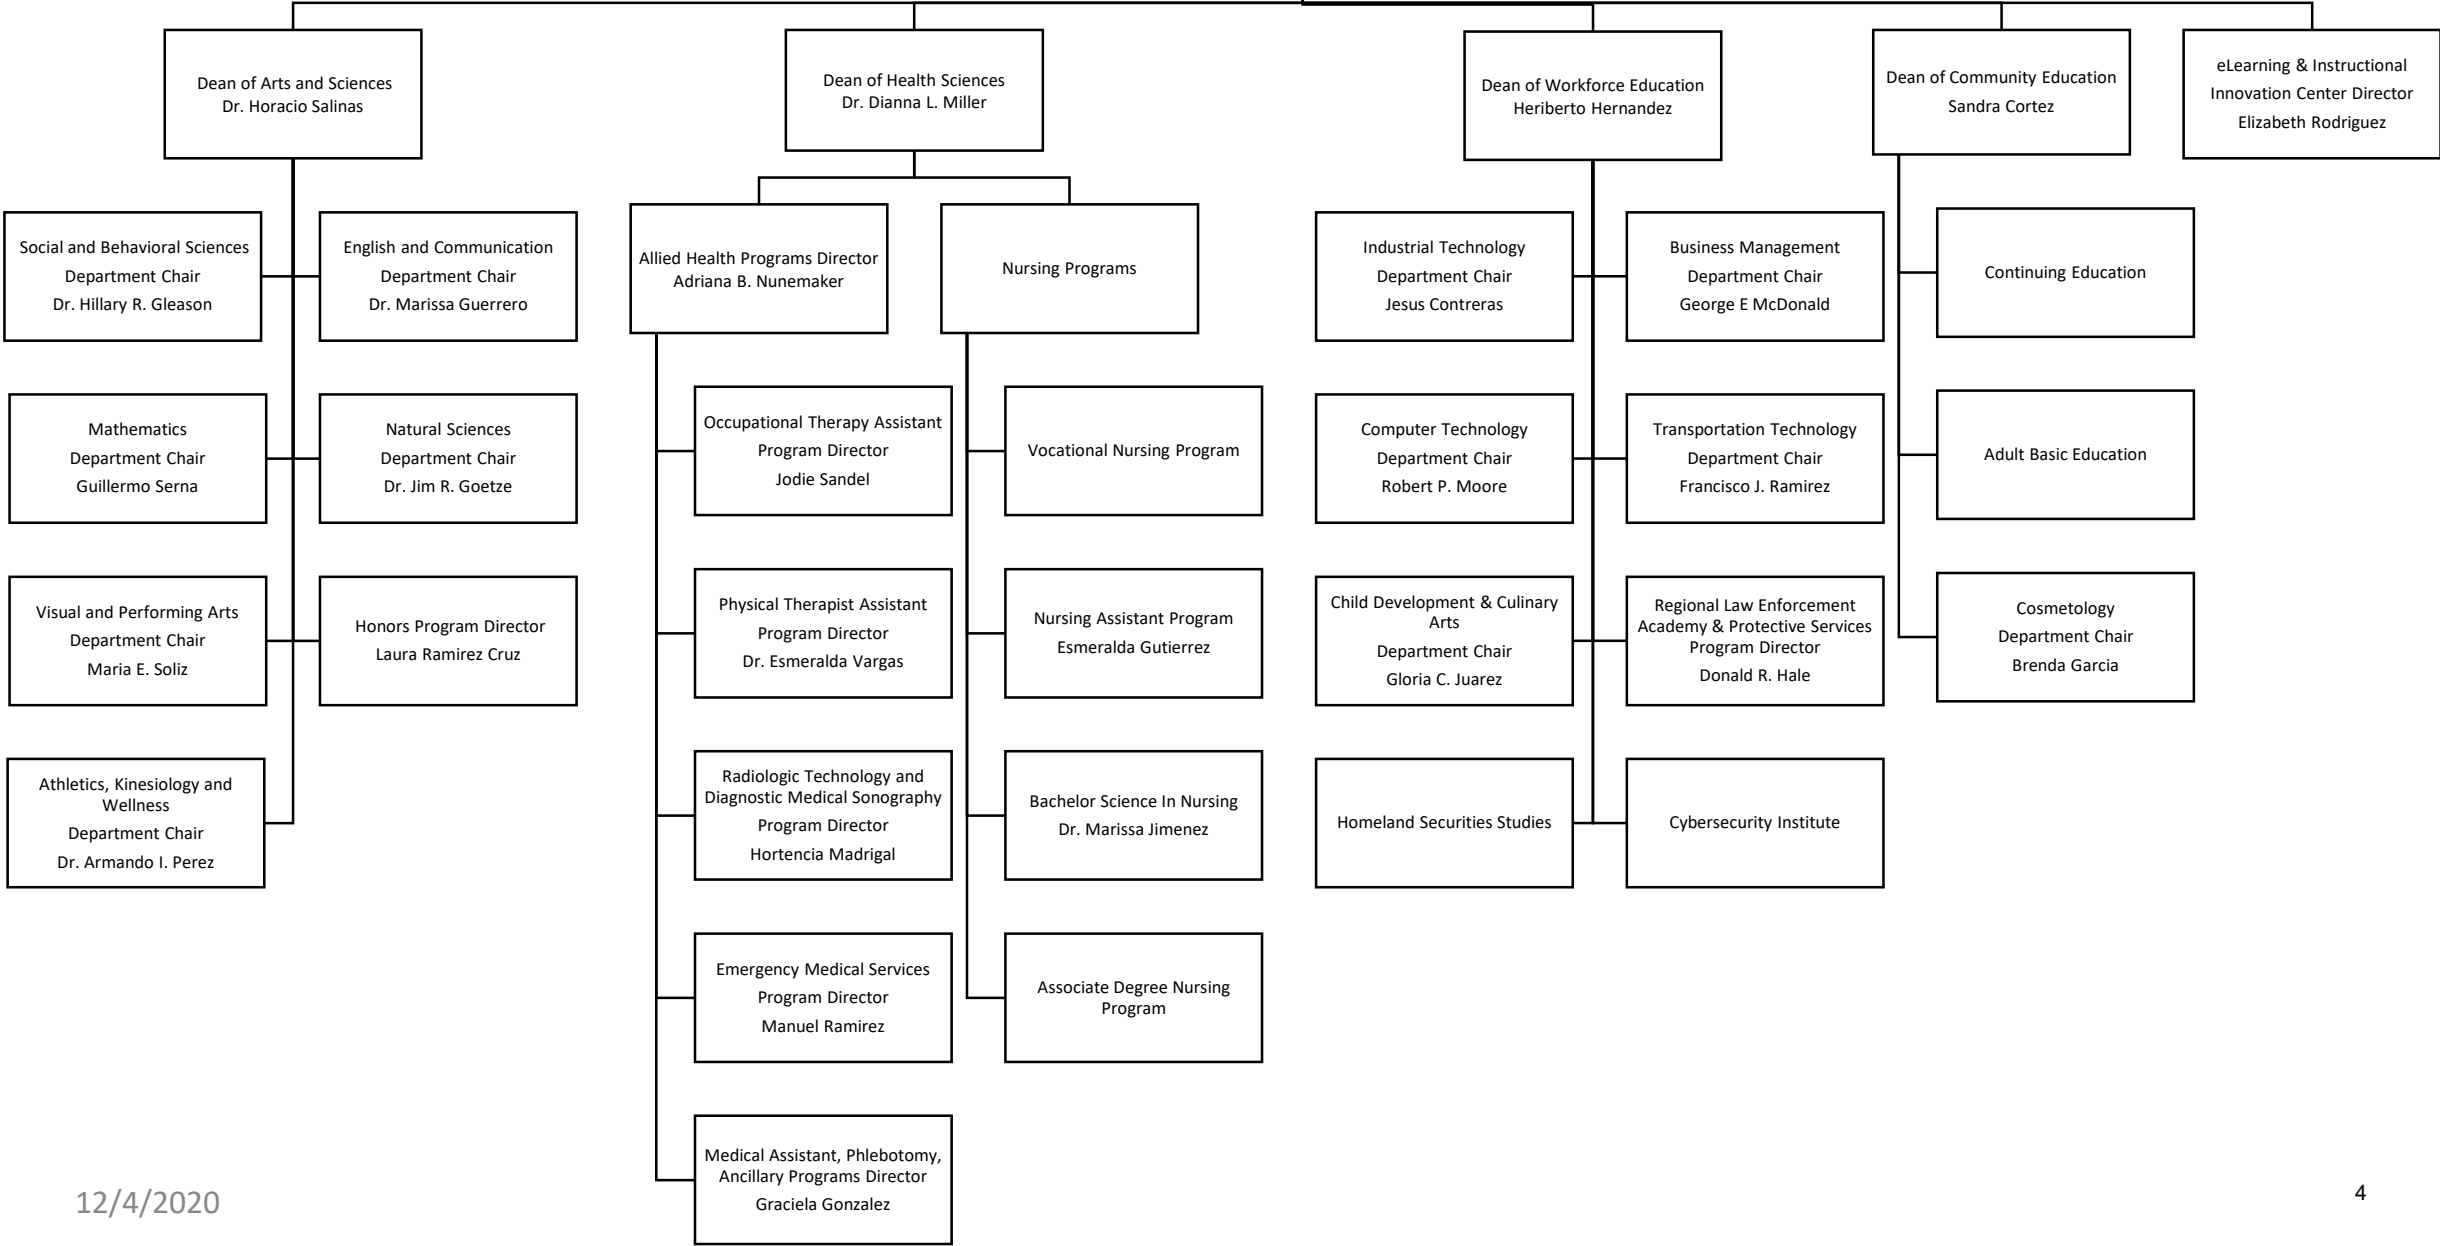 Dean of Arts and Sciences
Dr. Horacio Salinas
Dean of Health Sciences
Dr. Dianna L. Miller
Dean of Workforce Education
Heriberto Hernandez
Dean of Community Education
Sandra Cortez
eLearning & Instructional
Innovation Center Director
Elizabeth Rodriguez
Social and Behavioral Sciences
Department Chair
Dr. Hillary R. Gleason
English and Communication
Department Chair
Dr. Marissa Guerrero
Mathematics
Department Chair
Guillermo Serna
Natural Sciences
Department Chair
Dr. Jim R. Goetze
Visual and Performing Arts
Department Chair
Maria E. Soliz
Honors Program Director
Laura Ramirez Cruz
Athletics, Kinesiology and
Wellness
Department Chair
Dr. Armando I. Perez
Allied Health Programs Director
Adriana B. Nunemaker
Nursing Programs
Occupational Therapy Assistant
Program Director
Jodie Sandel
Physical Therapist Assistant
Program Director
Dr. Esmeralda Vargas
Radiologic Technology and
Diagnostic Medical Sonography
Program Director
Hortencia Madrigal
Emergency Medical Services
Program Director
Manuel Ramirez
Medical Assistant, Phlebotomy,
Ancillary Programs Director
Graciela Gonzalez
Vocational Nursing Program
Nursing Assistant Program
Esmeralda Gutierrez
Bachelor Science In Nursing
Dr. Marissa Jimenez
Associate Degree Nursing
Program
Industrial Technology
Department Chair
Jesus Contreras
Business Management
Department Chair
George E McDonald
Computer Technology
Department Chair
Robert P. Moore
Transportation Technology
Department Chair
Francisco J. Ramirez
Child Development & Culinary
Arts
Department Chair
Gloria C. Juarez
Regional Law Enforcement
Academy & Protective Services
Program Director
Donald R. Hale
Homeland Securities Studies
Cybersecurity Institute
Continuing Education
Adult Basic Education
Cosmetology
Department Chair
Brenda Garcia
12/4/2020
4